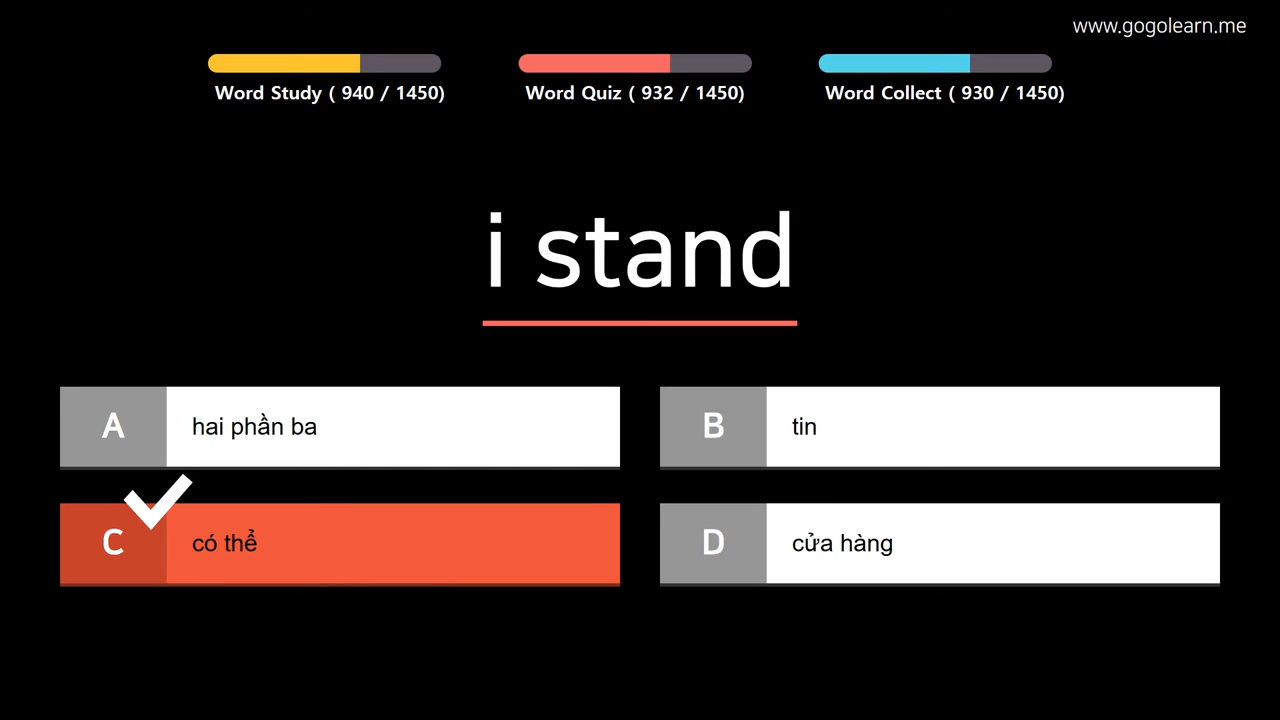 www.gogolearn.me
Word Study ( 940 / 1450)
Word Quiz ( 932 / 1450)
Word Collect ( 930 / 1450)
i stand
A
hai phần ba
B
tin
C
có thể
D
cửa hàng